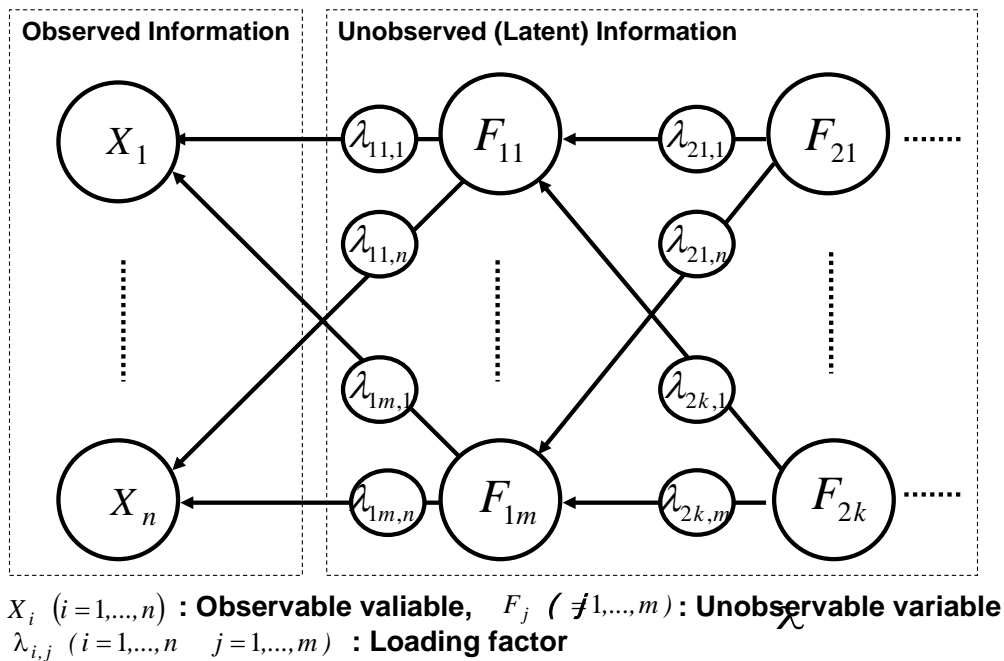 Observed Information
Unobserved (Latent) Information
X₁ λ₁₁,₁ F₁₁ λ₂₁,₁ F₂₁
λ₁₁,ₙ λ₂₁,ₙ
λ₁ₘ,₁ λ₂ₖ,₁
Xₙ λ₁ₘ,ₙ F₁ₘ λ₂ₖ,ₘ F₂ₖ
Xᵢ (i = 1,...,n) : Observable valiable, Fⱼ (j = 1,...,m) : Unobservable variable
λᵢ,ⱼ (i = 1,...,n j = 1,...,m) : Loading factor